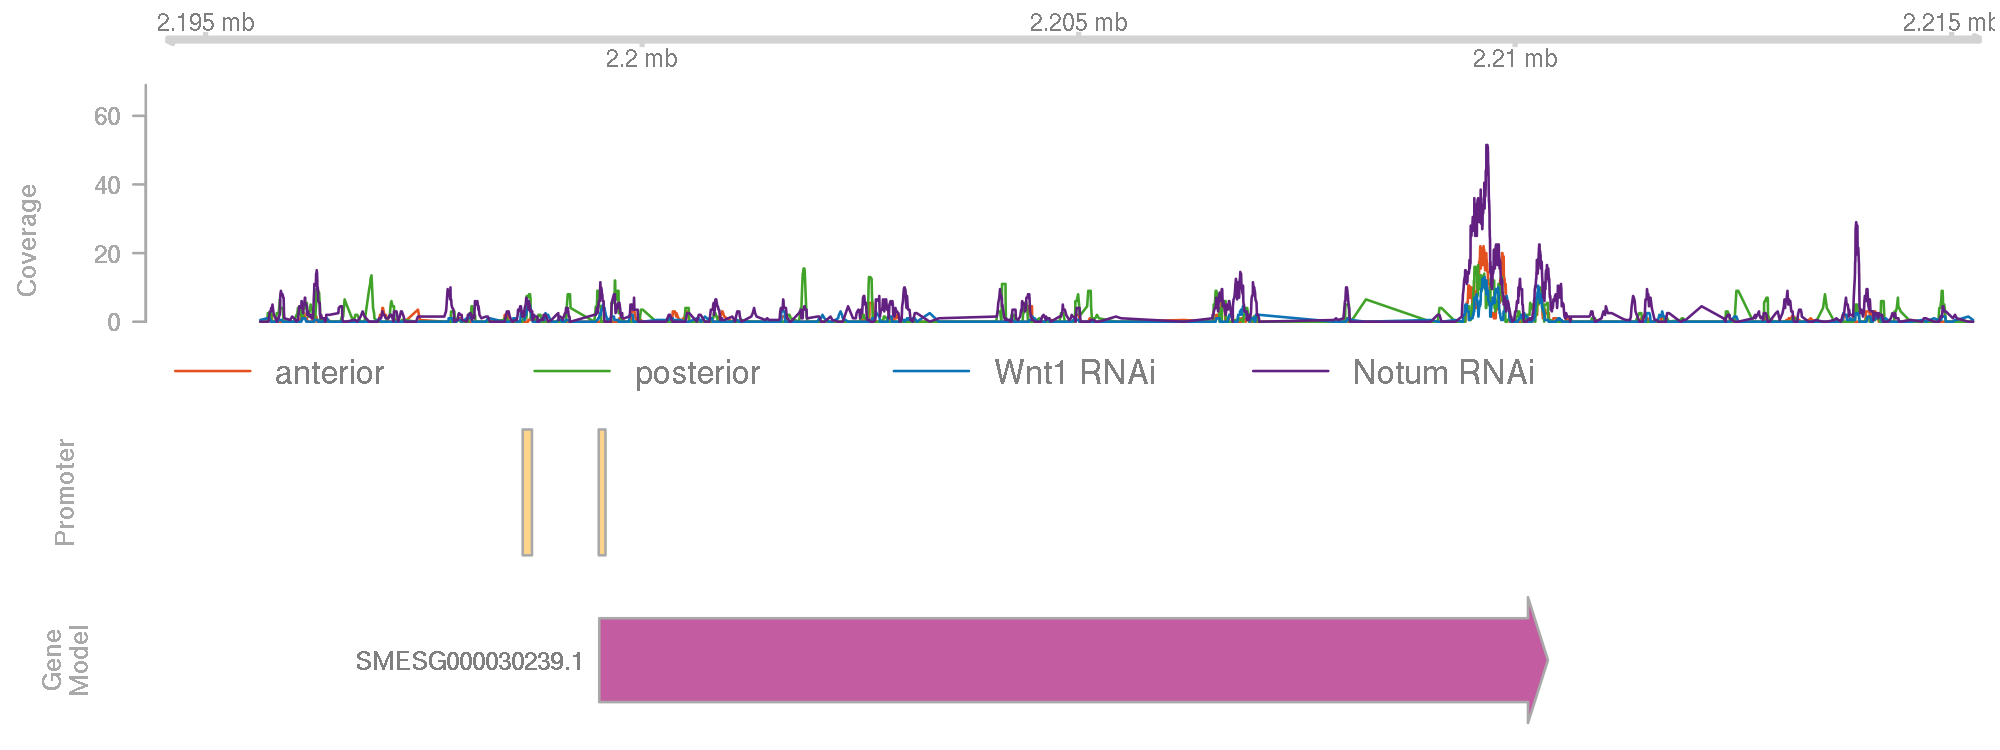 2.195 mb
2.205 mb
2.215 mb
2.2 mb
2.21 mb
60
40
20
0
Coverage
anterior
posterior
Wnt1 RNAi
Notum RNAi
Promoter
Gene
Model
SMESG000030239.1